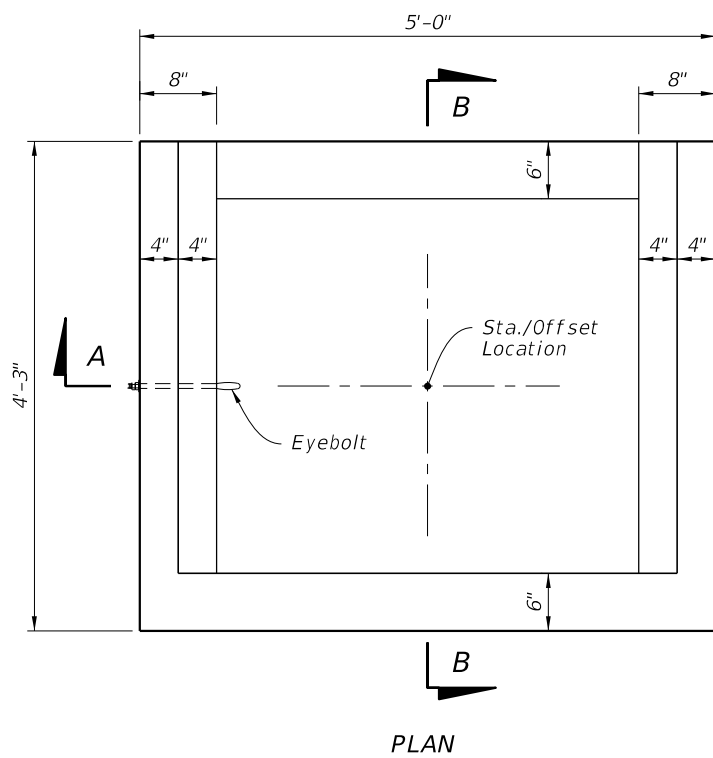 5'-0"
8"
8"
B
6"
4"
4"
4"
4"
Sta./Offset
Location
A
4'-3"
Eyebolt
6"
B
PLAN